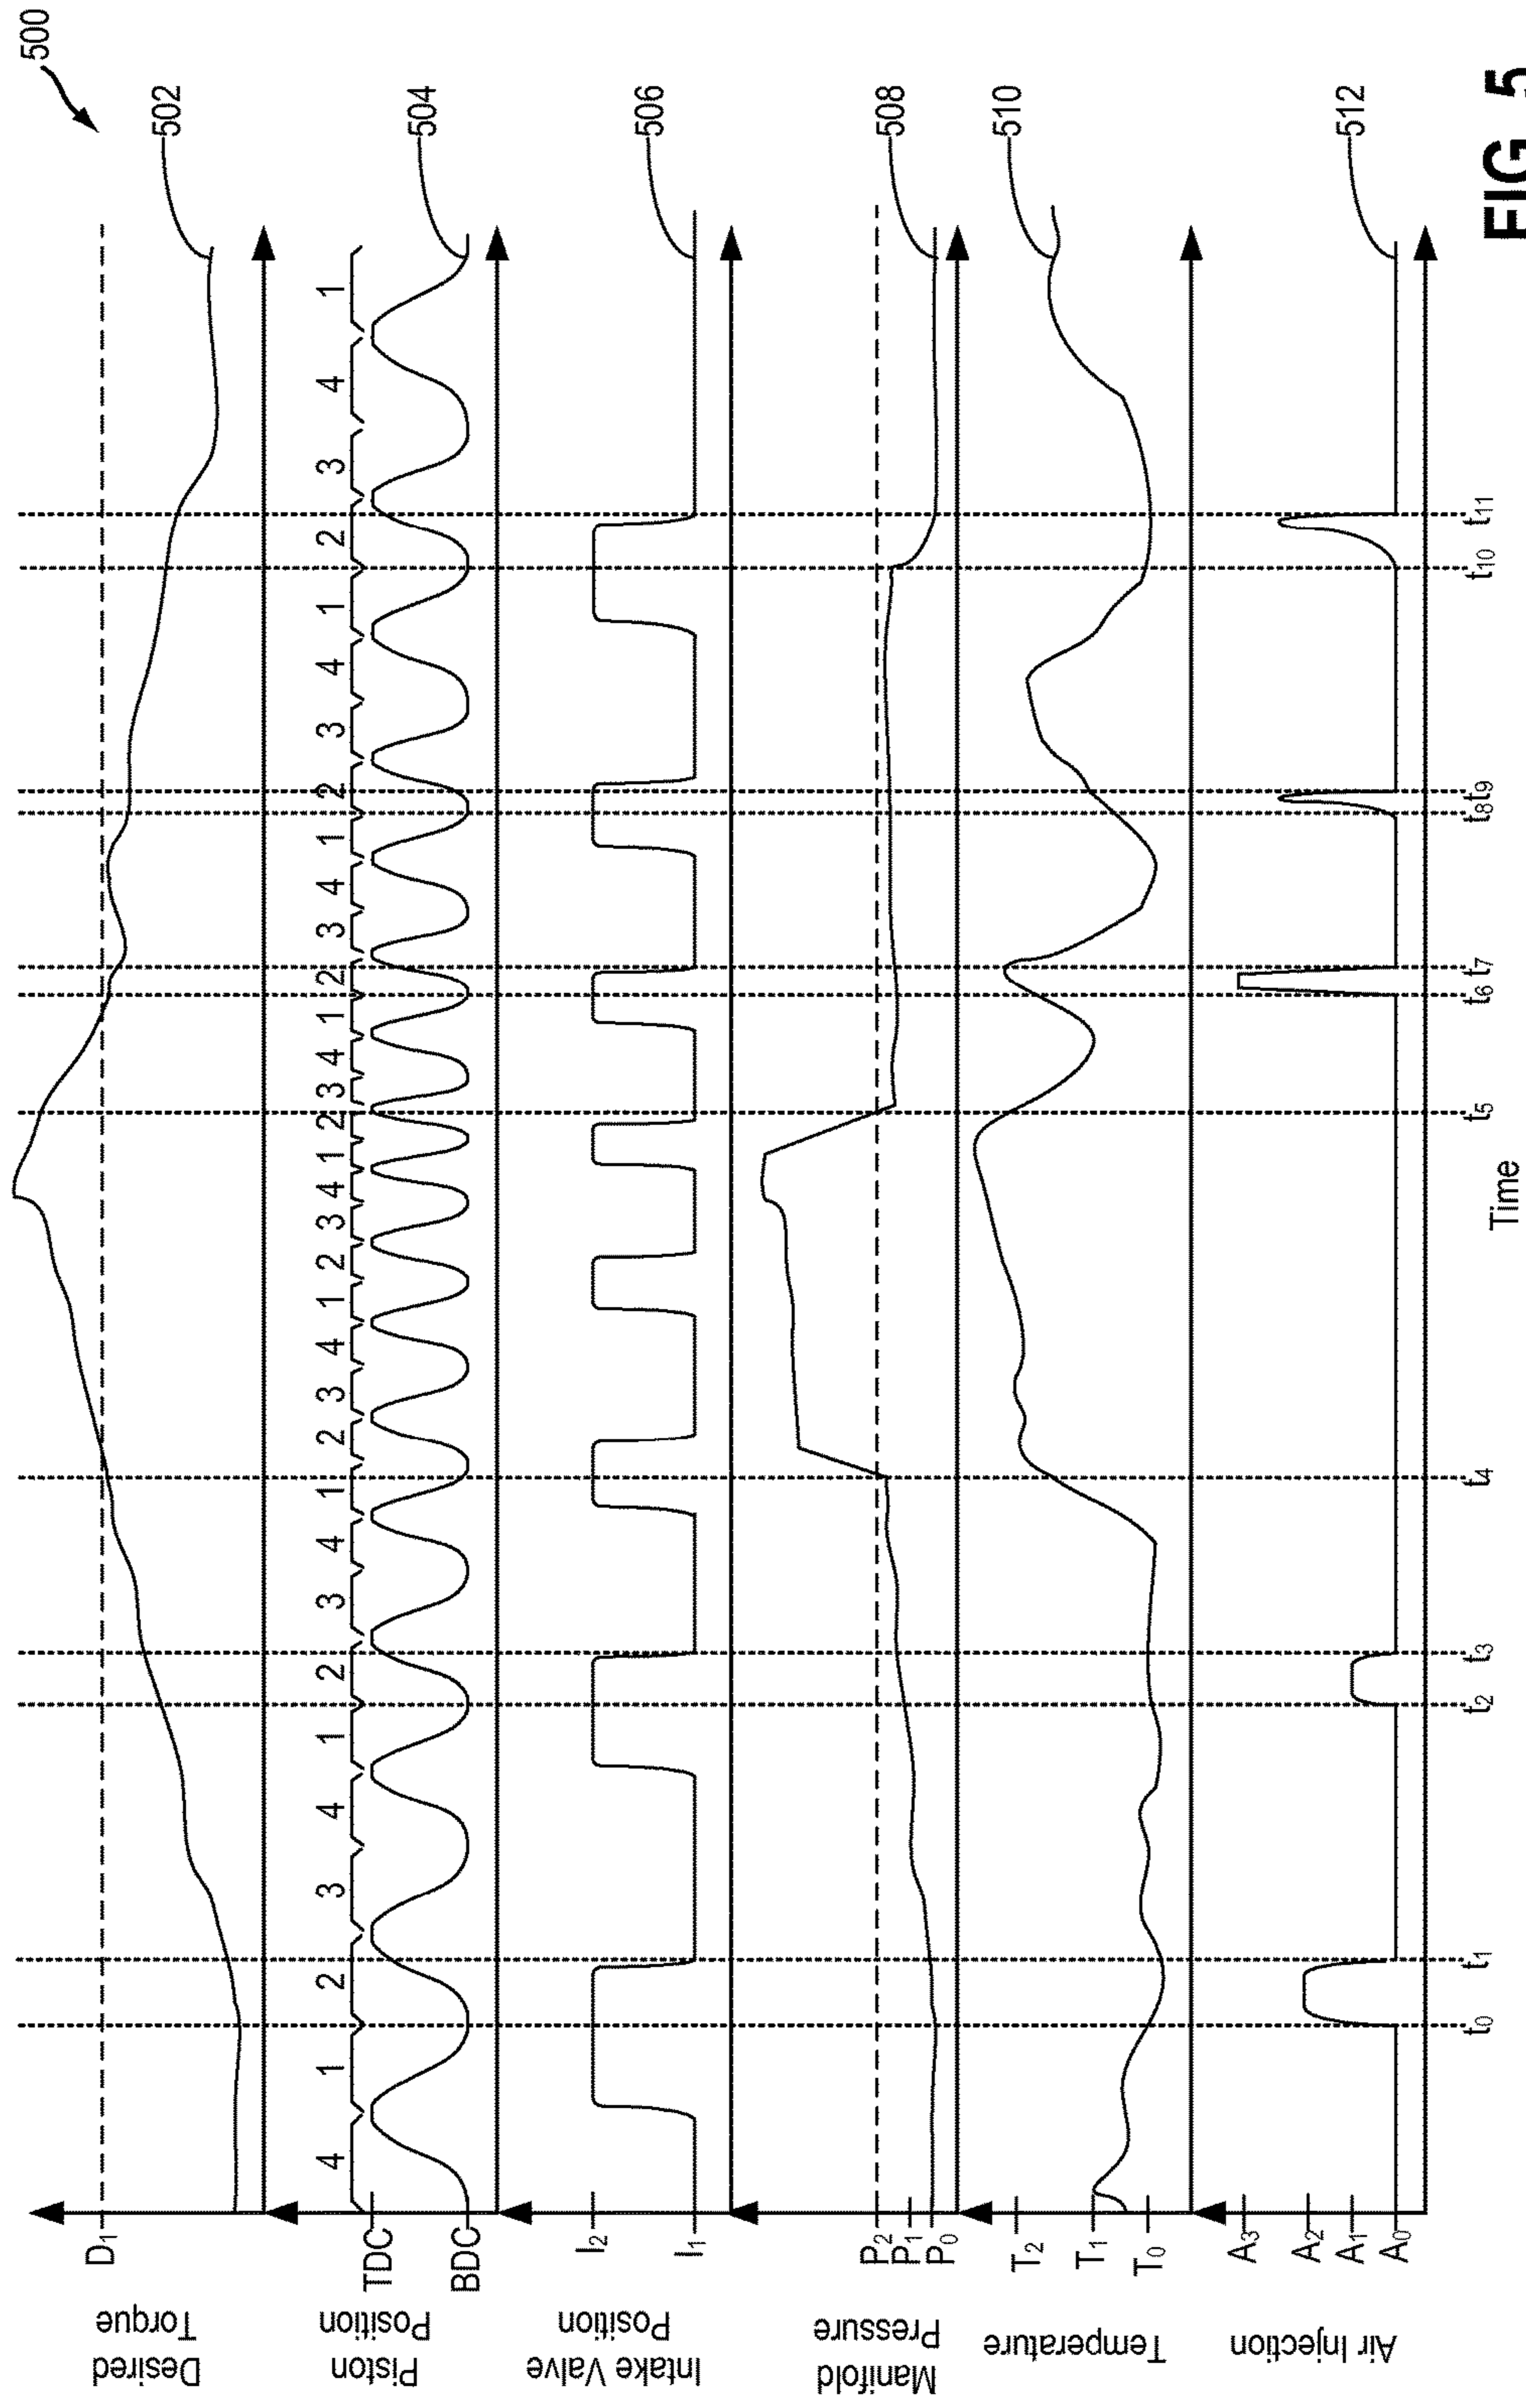 500
Desired
Torque
D₁
502
4 1 2 3 4 1 2 3 4 1 2 3 4 1 2 3 4 1 2 3 4 1 2 3 4 1 2 3 4 1 2 3 4 1
Piston
Position
TDC
BDC
504
Intake Valve
Position
I₂
I₁
506
Manifold
Pressure
P₂
P₁
P₀
508
Temperature
T₂
T₁
T₀
510
Air Injection
A₃
A₂
A₁
A₀
512
t₀ t₁ t₂ t₃ t₄ t₅ t₆ t₇ t₈ t₉ t₁₀ t₁₁
Time
FIG 5